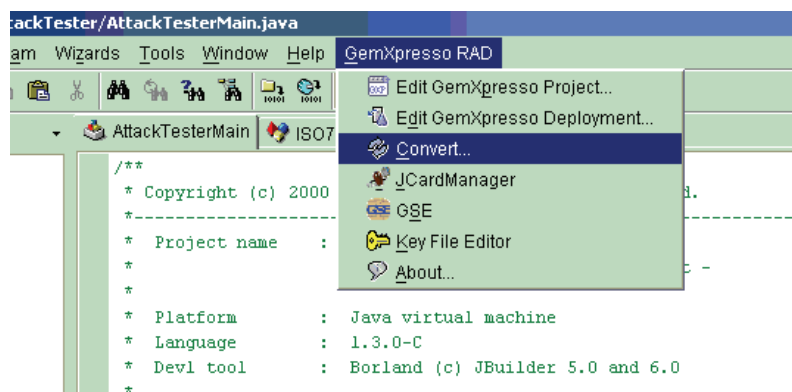 ackTester/AttackTesterMain.java
am Wizards Tools Window Help GemXpresso RAD
Edit GemXpresso Project...
Edit GemXpresso Deployment...
AttackTesterMain ISO7
Convert...
/**
* Copyright (c) 2000 d.
JCardManager
*----------------------------------------
GSE
* Project name :
Key File Editor
* t -
About...
*
* Platform : Java virtual machine
* Language : 1.3.0-C
* Devl tool : Borland (c) JBuilder 5.0 and 6.0
*